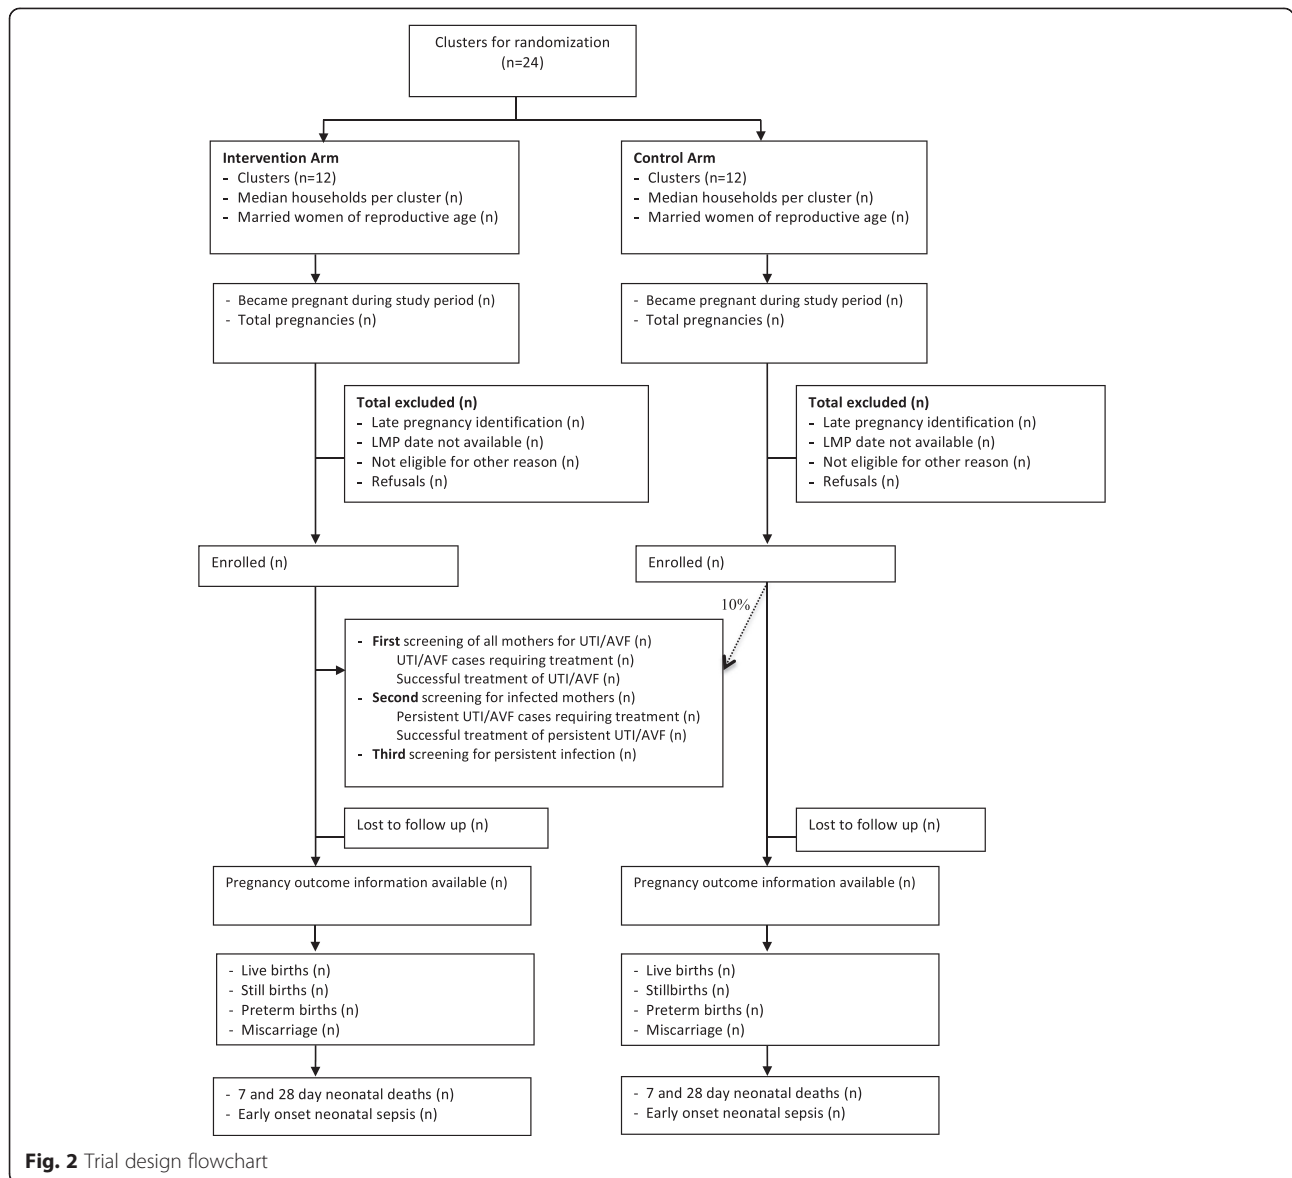 Clusters for randomization
(n=24)
Intervention Arm
- Clusters (n=12)
- Median households per cluster (n)
- Married women of reproductive age (n)
Control Arm
- Clusters (n=12)
- Median households per cluster (n)
- Married women of reproductive age (n)
- Became pregnant during study period (n)
- Total pregnancies (n)
- Became pregnant during study period (n)
- Total pregnancies (n)
Total excluded (n)
- Late pregnancy identification (n)
- LMP date not available (n)
- Not eligible for other reason (n)
- Refusals (n)
Total excluded (n)
- Late pregnancy identification (n)
- LMP date not available (n)
- Not eligible for other reason (n)
- Refusals (n)
Enrolled (n)
Enrolled (n)
10%
- First screening of all mothers for UTI/AVF (n)
UTI/AVF cases requiring treatment (n)
Successful treatment of UTI/AVF (n)
- Second screening for infected mothers (n)
Persistent UTI/AVF cases requiring treatment (n)
Successful treatment of persistent UTI/AVF (n)
- Third screening for persistent infection (n)
Lost to follow up (n)
Lost to follow up (n)
Pregnancy outcome information available (n)
Pregnancy outcome information available (n)
- Live births (n)
- Still births (n)
- Preterm births (n)
- Miscarriage (n)
- Live births (n)
- Stillbirths (n)
- Preterm births (n)
- Miscarriage (n)
- 7 and 28 day neonatal deaths (n)
- Early onset neonatal sepsis (n)
- 7 and 28 day neonatal deaths (n)
- Early onset neonatal sepsis (n)
Fig. 2 Trial design flowchart